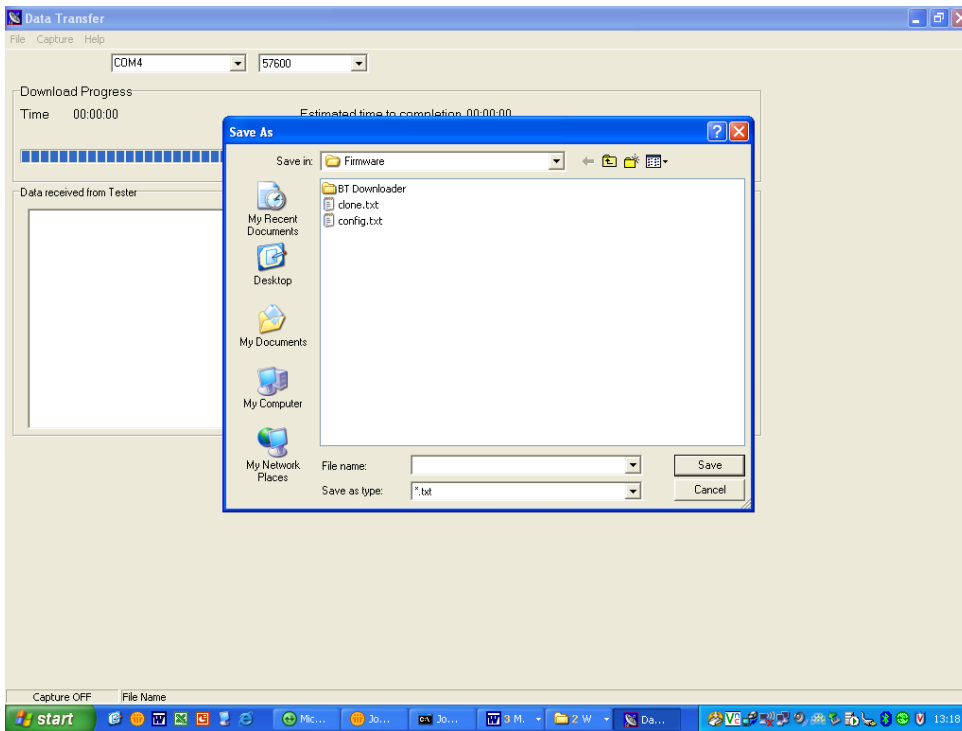 Data Transfer
File Capture Help
COM4 57600
Download Progress
Time 00:00:00 Estimated time to completion 00:00:00
Data received from Tester
Save As
Save in: Firmware
My Recent Documents
Desktop
My Documents
My Computer
My Network Places
BT Downloader
clone.txt
config.txt
File name: Save
Save as type: *.txt Cancel
Capture OFF File Name
start Mic... Jo... Jo... 3 M. 2 W Da... 13:18